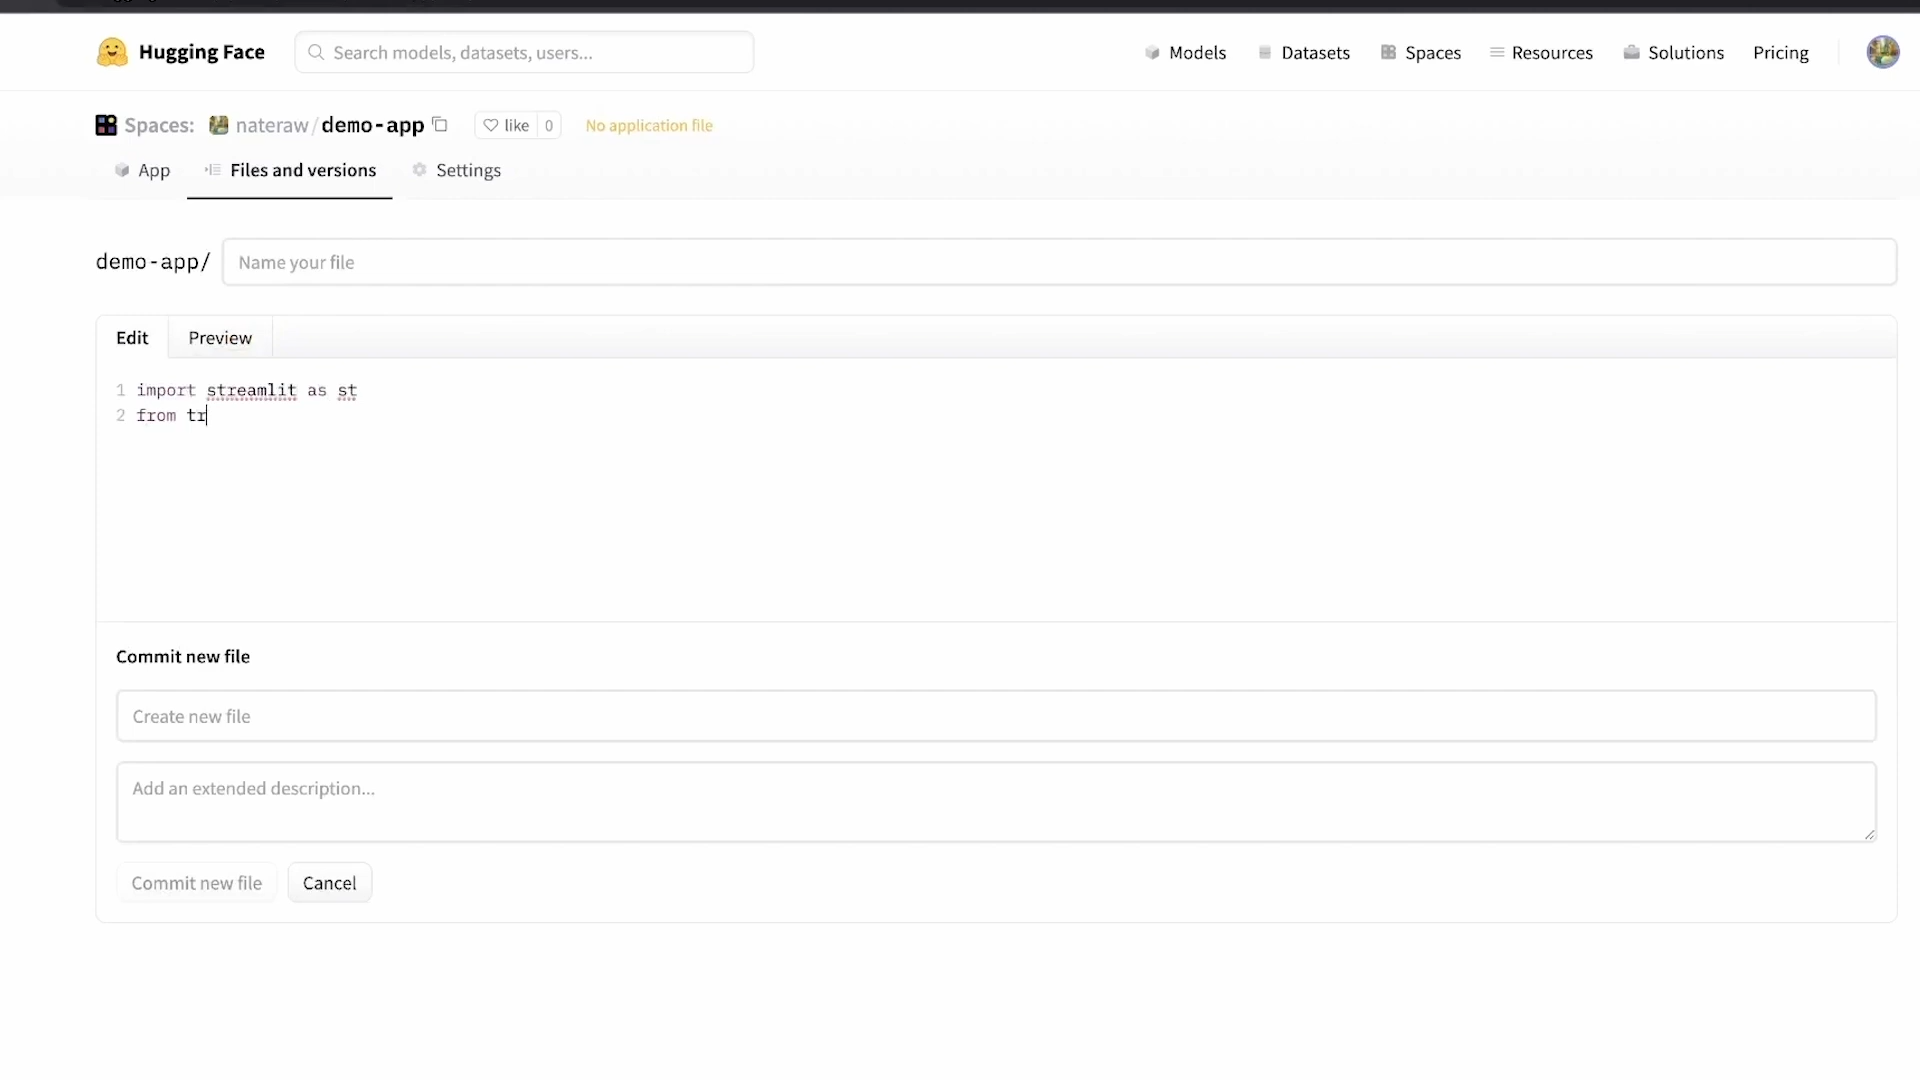 Hugging Face
Search models, datasets, users...
Models
Datasets
Spaces
Resources
Solutions
Pricing
Spaces: nateraw/demo-app
like 0
No application file
App
Files and versions
Settings
demo-app/
Name your file
Edit
Preview
1 import streamlit as st
2 from tr
Commit new file
Create new file
Add an extended description...
Commit new file
Cancel